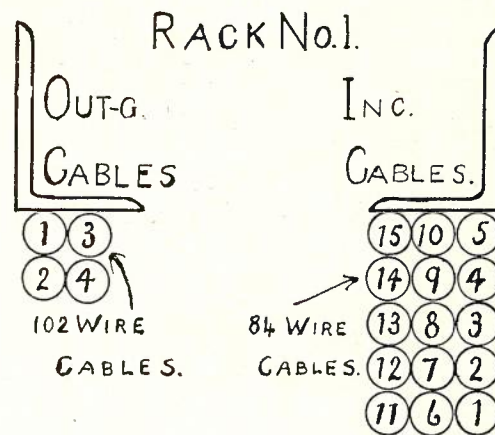 RACK No.1.
OUT-G.
CABLES
INC.
CABLES.
1 3
2 4
102 WIRE
CABLES.
84 WIRE
CABLES.
15 10 5
14 9 4
13 8 3
12 7 2
11 6 1